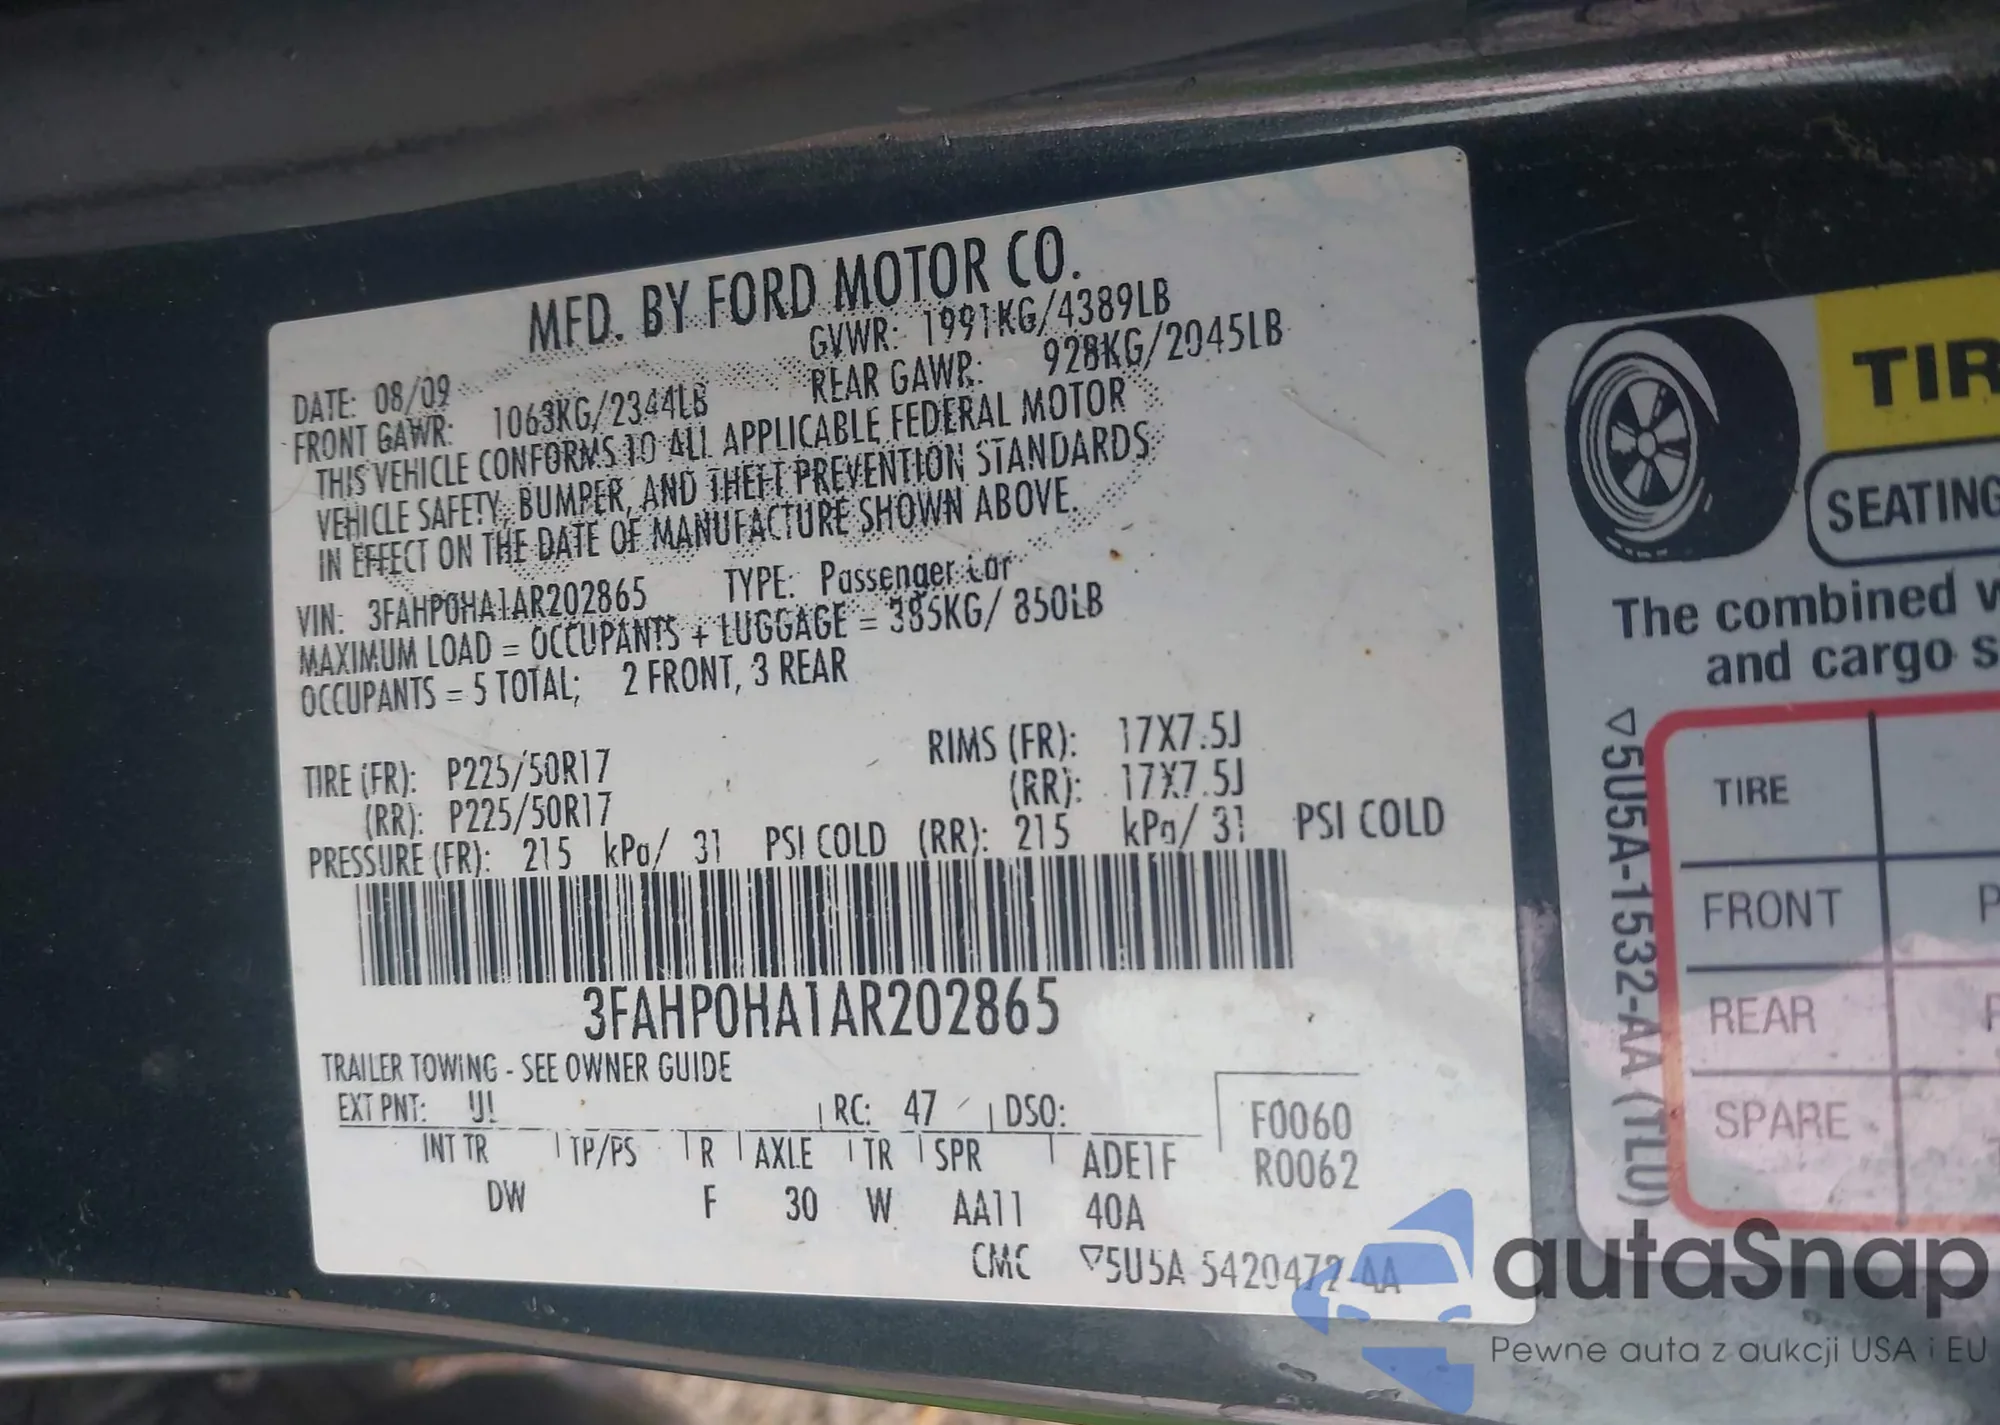 MFD. BY FORD MOTOR CO.
DATE: 08/09 GVWR: 1991KG/4389LB
FRONT GAWR: 1063KG/2344LB REAR GAWR: 928KG/2045LB
THIS VEHICLE CONFORMS TO ALL APPLICABLE FEDERAL MOTOR
VEHICLE SAFETY, BUMPER, AND THEFT PREVENTION STANDARDS
IN EFFECT ON THE DATE OF MANUFACTURE SHOWN ABOVE.
VIN: 3FAHP0HA1AR202865 TYPE: Passenger Car
MAXIMUM LOAD = OCCUPANTS + LUGGAGE = 385KG/ 850LB
OCCUPANTS = 5 TOTAL; 2 FRONT, 3 REAR
TIRE (FR): P225/50R17 RIMS (FR): 17X7.5J
(RR): P225/50R17 (RR): 17X7.5J
PRESSURE (FR): 215 kPa/ 31 PSI COLD (RR): 215 kPa/ 31 PSI COLD
3FAHP0HA1AR202865
TRAILER TOWING - SEE OWNER GUIDE
EXT PNT: UI RC: 47 DSO:
F0060
R0062
INT TR TP/PS R AXLE TR SPR ADE1F
DW F 30 W AA11 40A
CMC ▽5U5A 5420472-AA
TIR
SEATING
The combined
and cargo s
▽5U5A-1532-AA (TLU)
TIRE
FRONT P
REAR
SPARE
autaSnap
Pewne auta z aukcji USA i EU